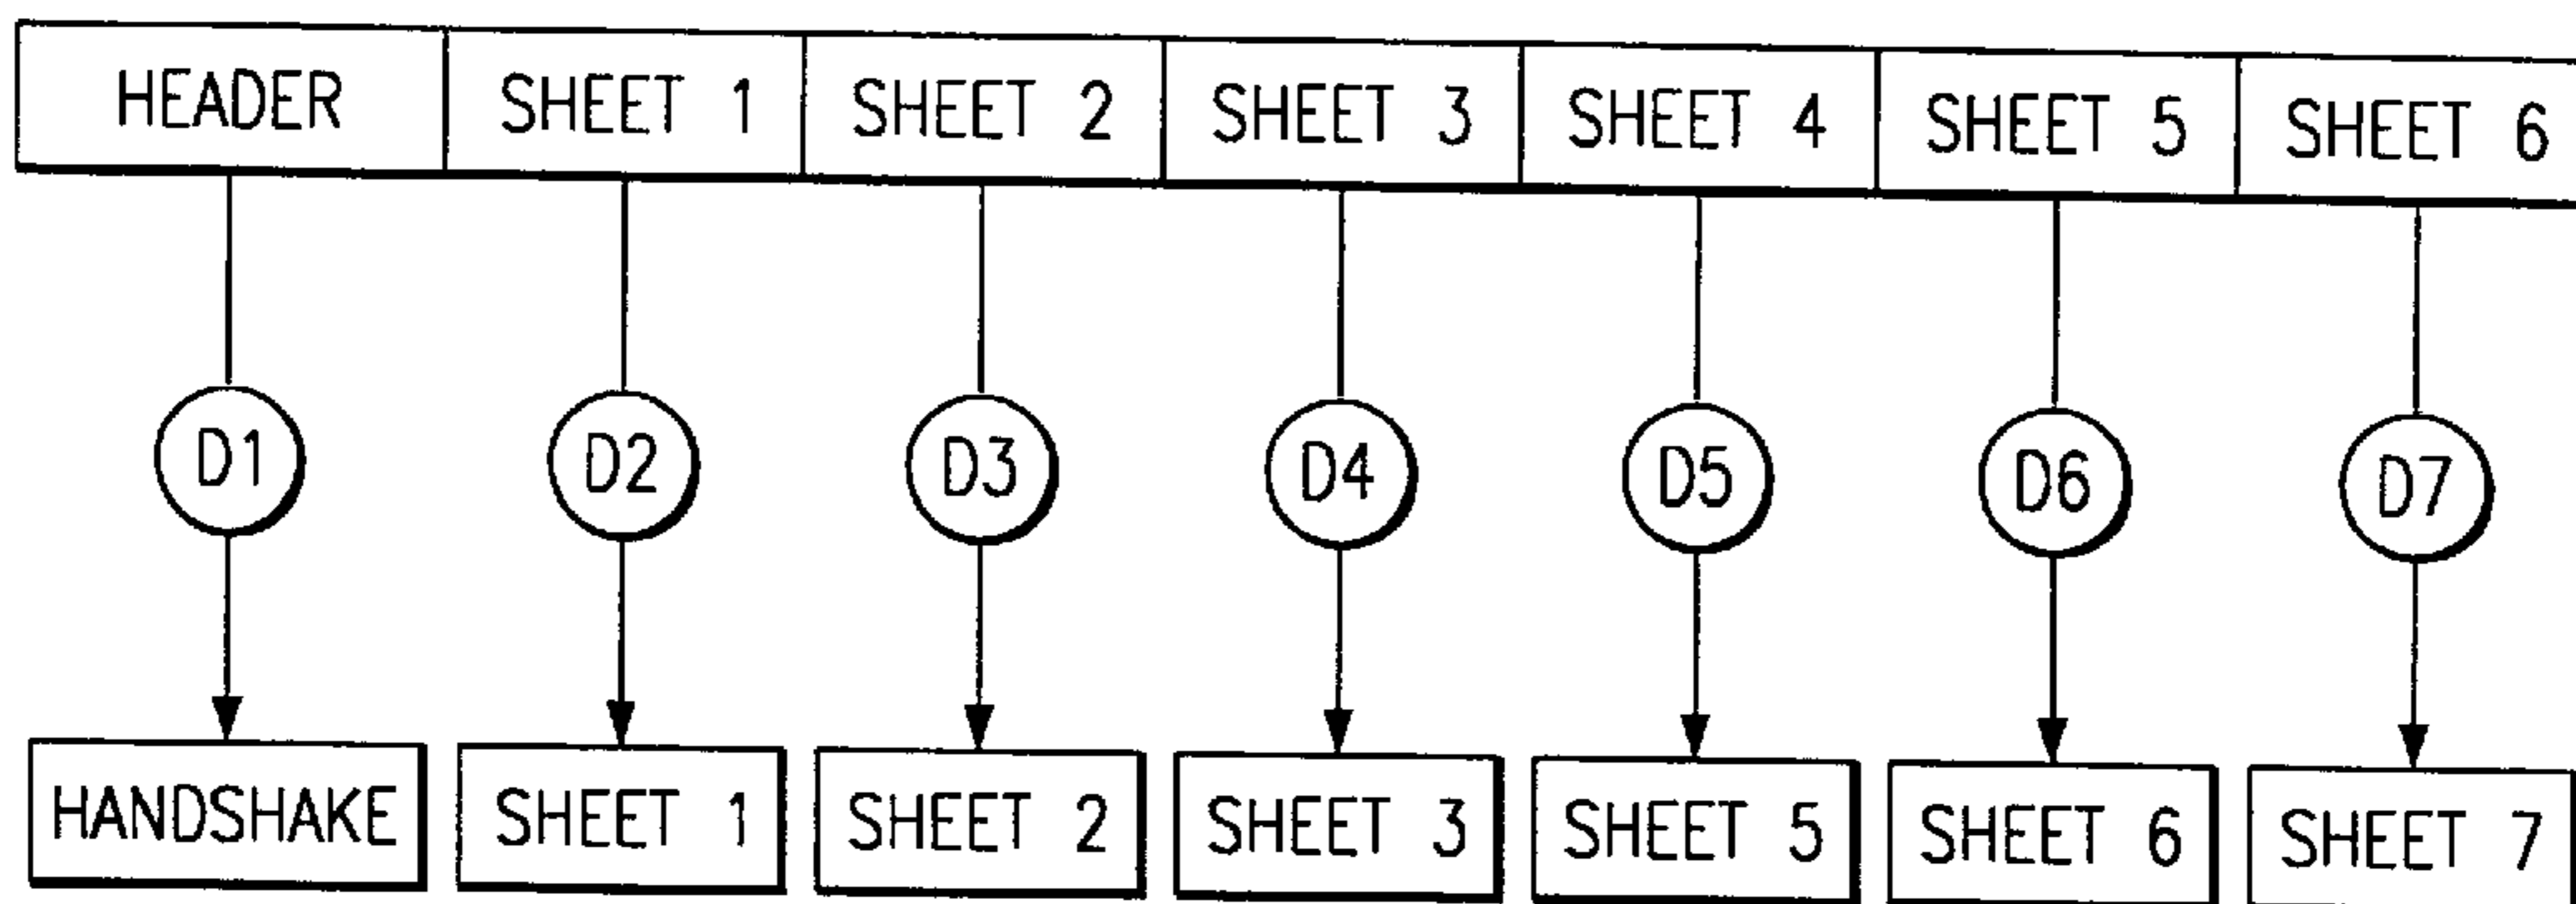 HEADER SHEET 1 SHEET 2 SHEET 3 SHEET 4 SHEET 5 SHEET 6
D1 D2 D3 D4 D5 D6 D7
HANDSHAKE SHEET 1 SHEET 2 SHEET 3 SHEET 5 SHEET 6 SHEET 7